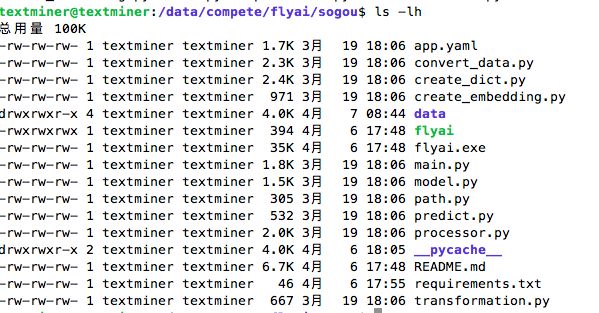 textminer@textminer:/data/compete/flyai/sogou$ ls -lh
总用量 100K
-rw-rw-rw- 1 textminer textminer 1.7K 3月  19 18:06 app.yaml
-rw-rw-rw- 1 textminer textminer 2.3K 3月  19 18:06 convert_data.py
-rw-rw-rw- 1 textminer textminer 2.4K 3月  19 18:06 create_dict.py
-rw-rw-rw- 1 textminer textminer  971 3月  19 18:06 create_embedding.py
drwxrwxr-x 4 textminer textminer 4.0K 4月   7 08:44 data
-rwxrwxrwx 1 textminer textminer  394 4月   6 17:48 flyai
-rw-rw-rw- 1 textminer textminer  35K 4月   6 17:48 flyai.exe
-rw-rw-rw- 1 textminer textminer 1.8K 3月  19 18:06 main.py
-rw-rw-rw- 1 textminer textminer 1.5K 3月  19 18:06 model.py
-rw-rw-rw- 1 textminer textminer  305 3月  19 18:06 path.py
-rw-rw-rw- 1 textminer textminer  532 3月  19 18:06 predict.py
-rw-rw-rw- 1 textminer textminer 2.0K 3月  19 18:06 processor.py
drwxrwxr-x 2 textminer textminer 4.0K 4月   6 18:05 __pycache__
-rw-rw-rw- 1 textminer textminer 6.7K 4月   6 17:48 README.md
-rw-rw-rw- 1 textminer textminer   46 4月   6 17:55 requirements.txt
-rw-rw-rw- 1 textminer textminer  667 3月  19 18:06 transformation.py